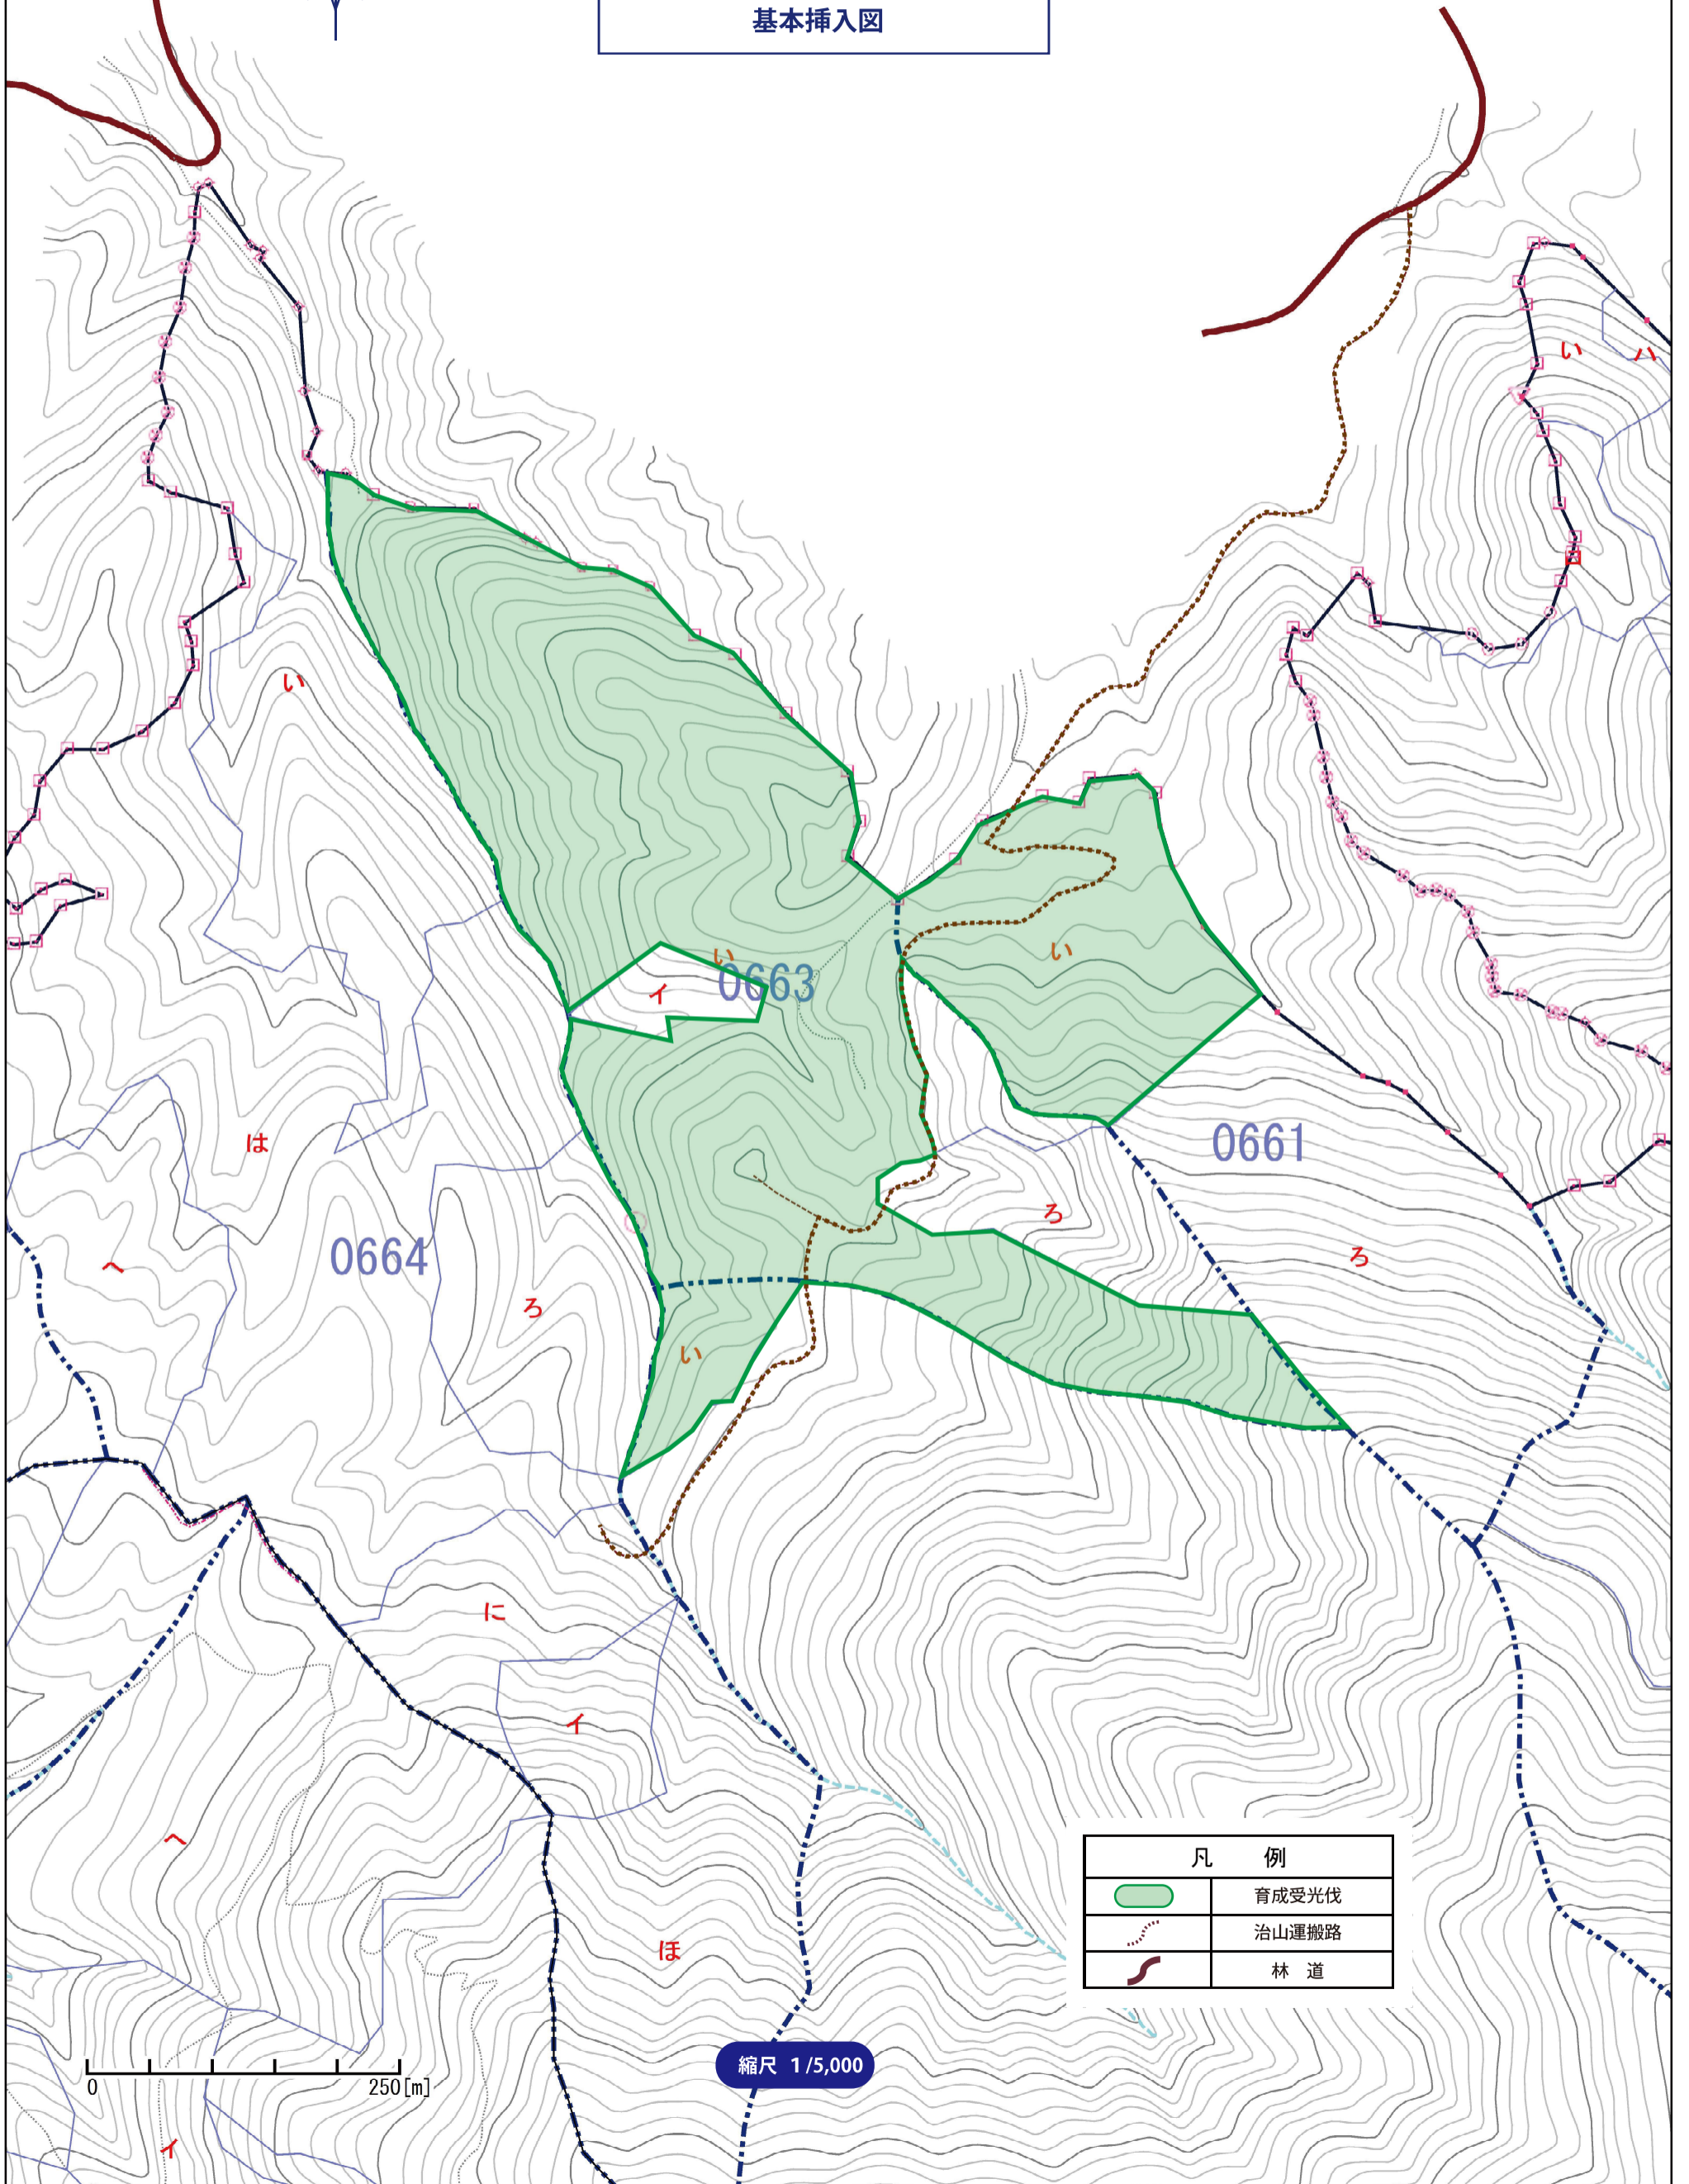 基本挿入図
い
ハ
い
い
0663
い
イ
は
0661
ろ
0664
へ
ろ
ろ
い
に
イ
へ
ほ
凡 例
育成受光伐
治山運搬路
林 道
縮尺 1/5,000
0 250[m]
イ